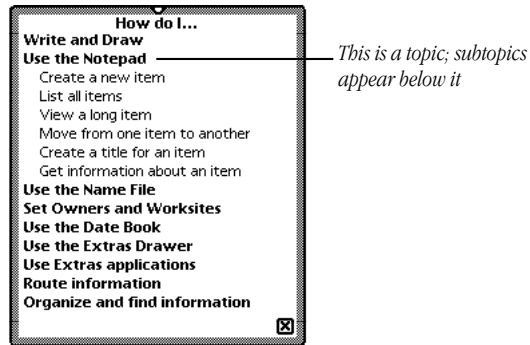 How do I...
Write and Draw
Use the Notepad
Create a new item
List all items
View a long item
Move from one item to another
Create a title for an item
Get information about an item
Use the Name File
Set Owners and Worksites
Use the Date Book
Use the Extras Drawer
Use Extras applications
Route information
Organize and find information
This is a topic; subtopics
appear below it